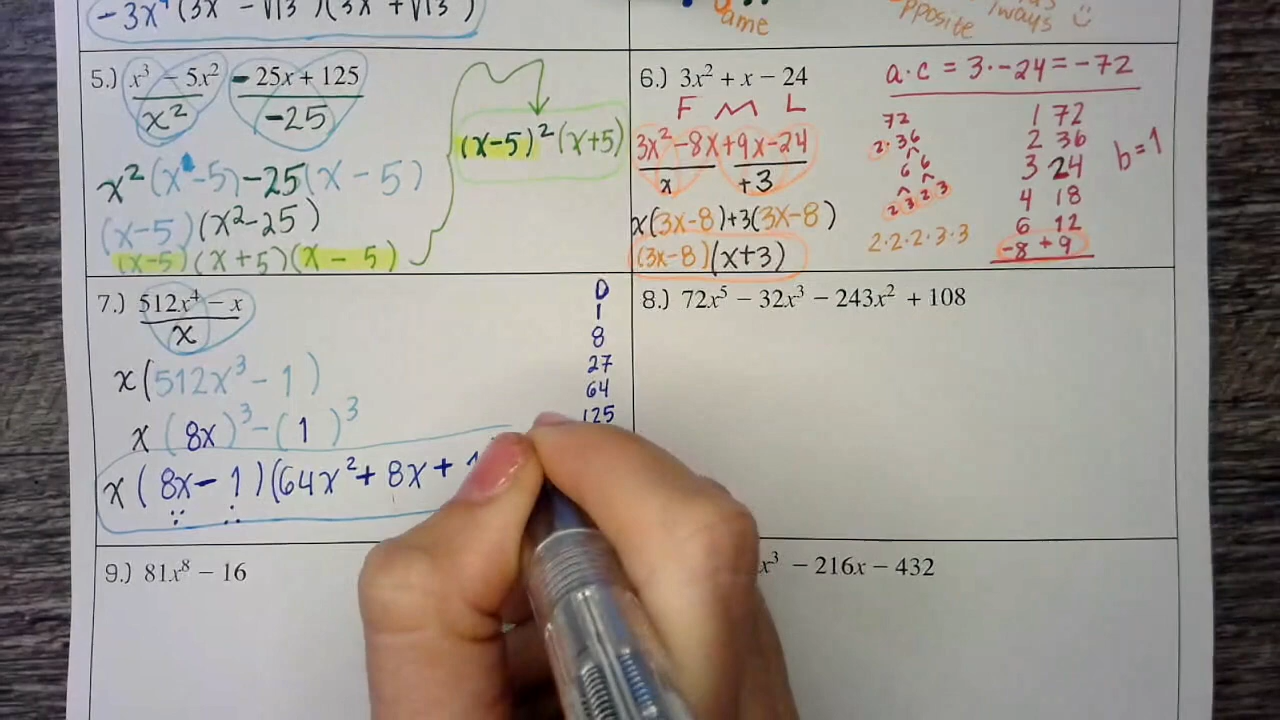 -3x⁴(3x - √13)(3x + √13)
ame
pposite
lways
5.) x³ - 5x² - 25x + 125
x² -25
x²(x-5)-25(x-5)
(x-5)(x²-25)
(x-5)(x+5)(x-5)
(x-5)²(x+5)
6.) 3x² + x - 24
a·c = 3·-24 = -72
F M L
3x²-8x+9x-24
x +3
x(3x-8)+3(3x-8)
(3x-8)(x+3)
72
2·36
6 6
2 3 2 3
2·2·2·3·3
1 72
2 36
3 24
4 18
6 12
-8+9
b=1
7.) 512x⁴ - x
x
x(512x³-1)
x(8x)³-(1)³
x(8x-1)(64x²+8x+1
0
1
8
27
64
125
8.) 72x⁵ - 32x³ - 243x² + 108
9.) 81x⁸ - 16
x³ - 216x - 432